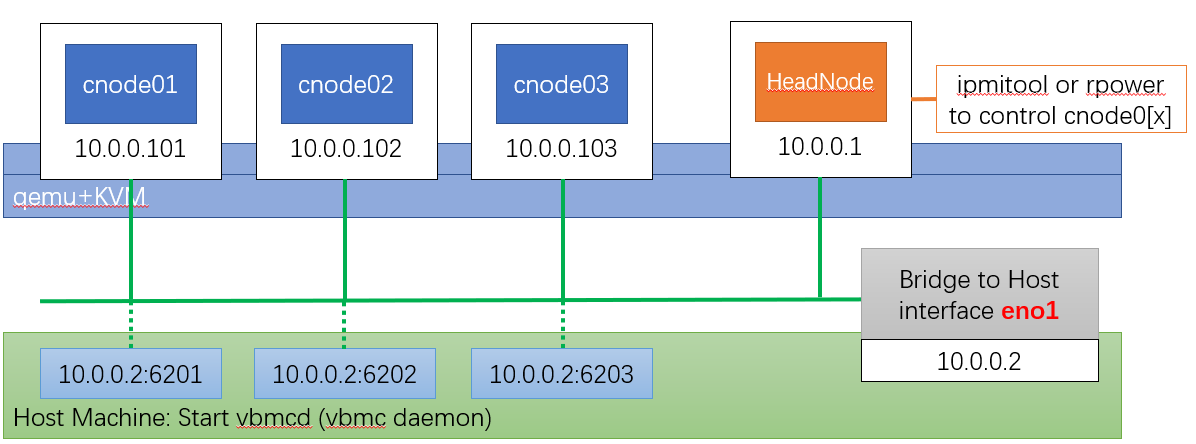 cnode01
cnode02
cnode03
HeadNode
ipmitool or rpower
to control cnode0[x]
10.0.0.101
10.0.0.102
10.0.0.103
10.0.0.1
qemu+KVM
Bridge to Host
interface eno1
10.0.0.2
10.0.0.2:6201
10.0.0.2:6202
10.0.0.2:6203
Host Machine: Start vbmcd (vbmc daemon)